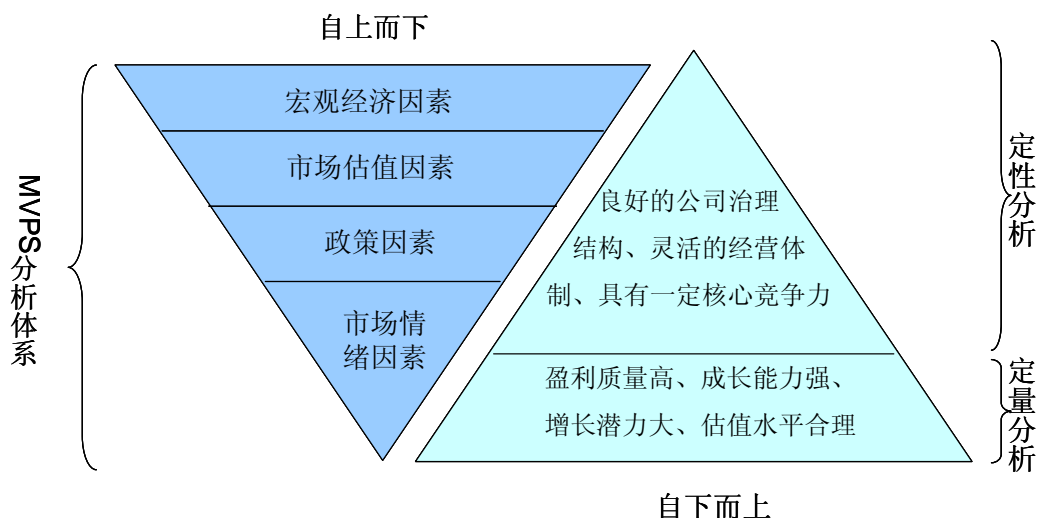 自上而下
宏观经济因素
市场估值因素
政策因素
市场情
绪因素
MVPS分析体系
良好的公司治理
结构、灵活的经营体
制、具有一定核心竞争力
盈利质量高、成长能力强、
增长潜力大、估值水平合理
定性分析
定量分析
自下而上